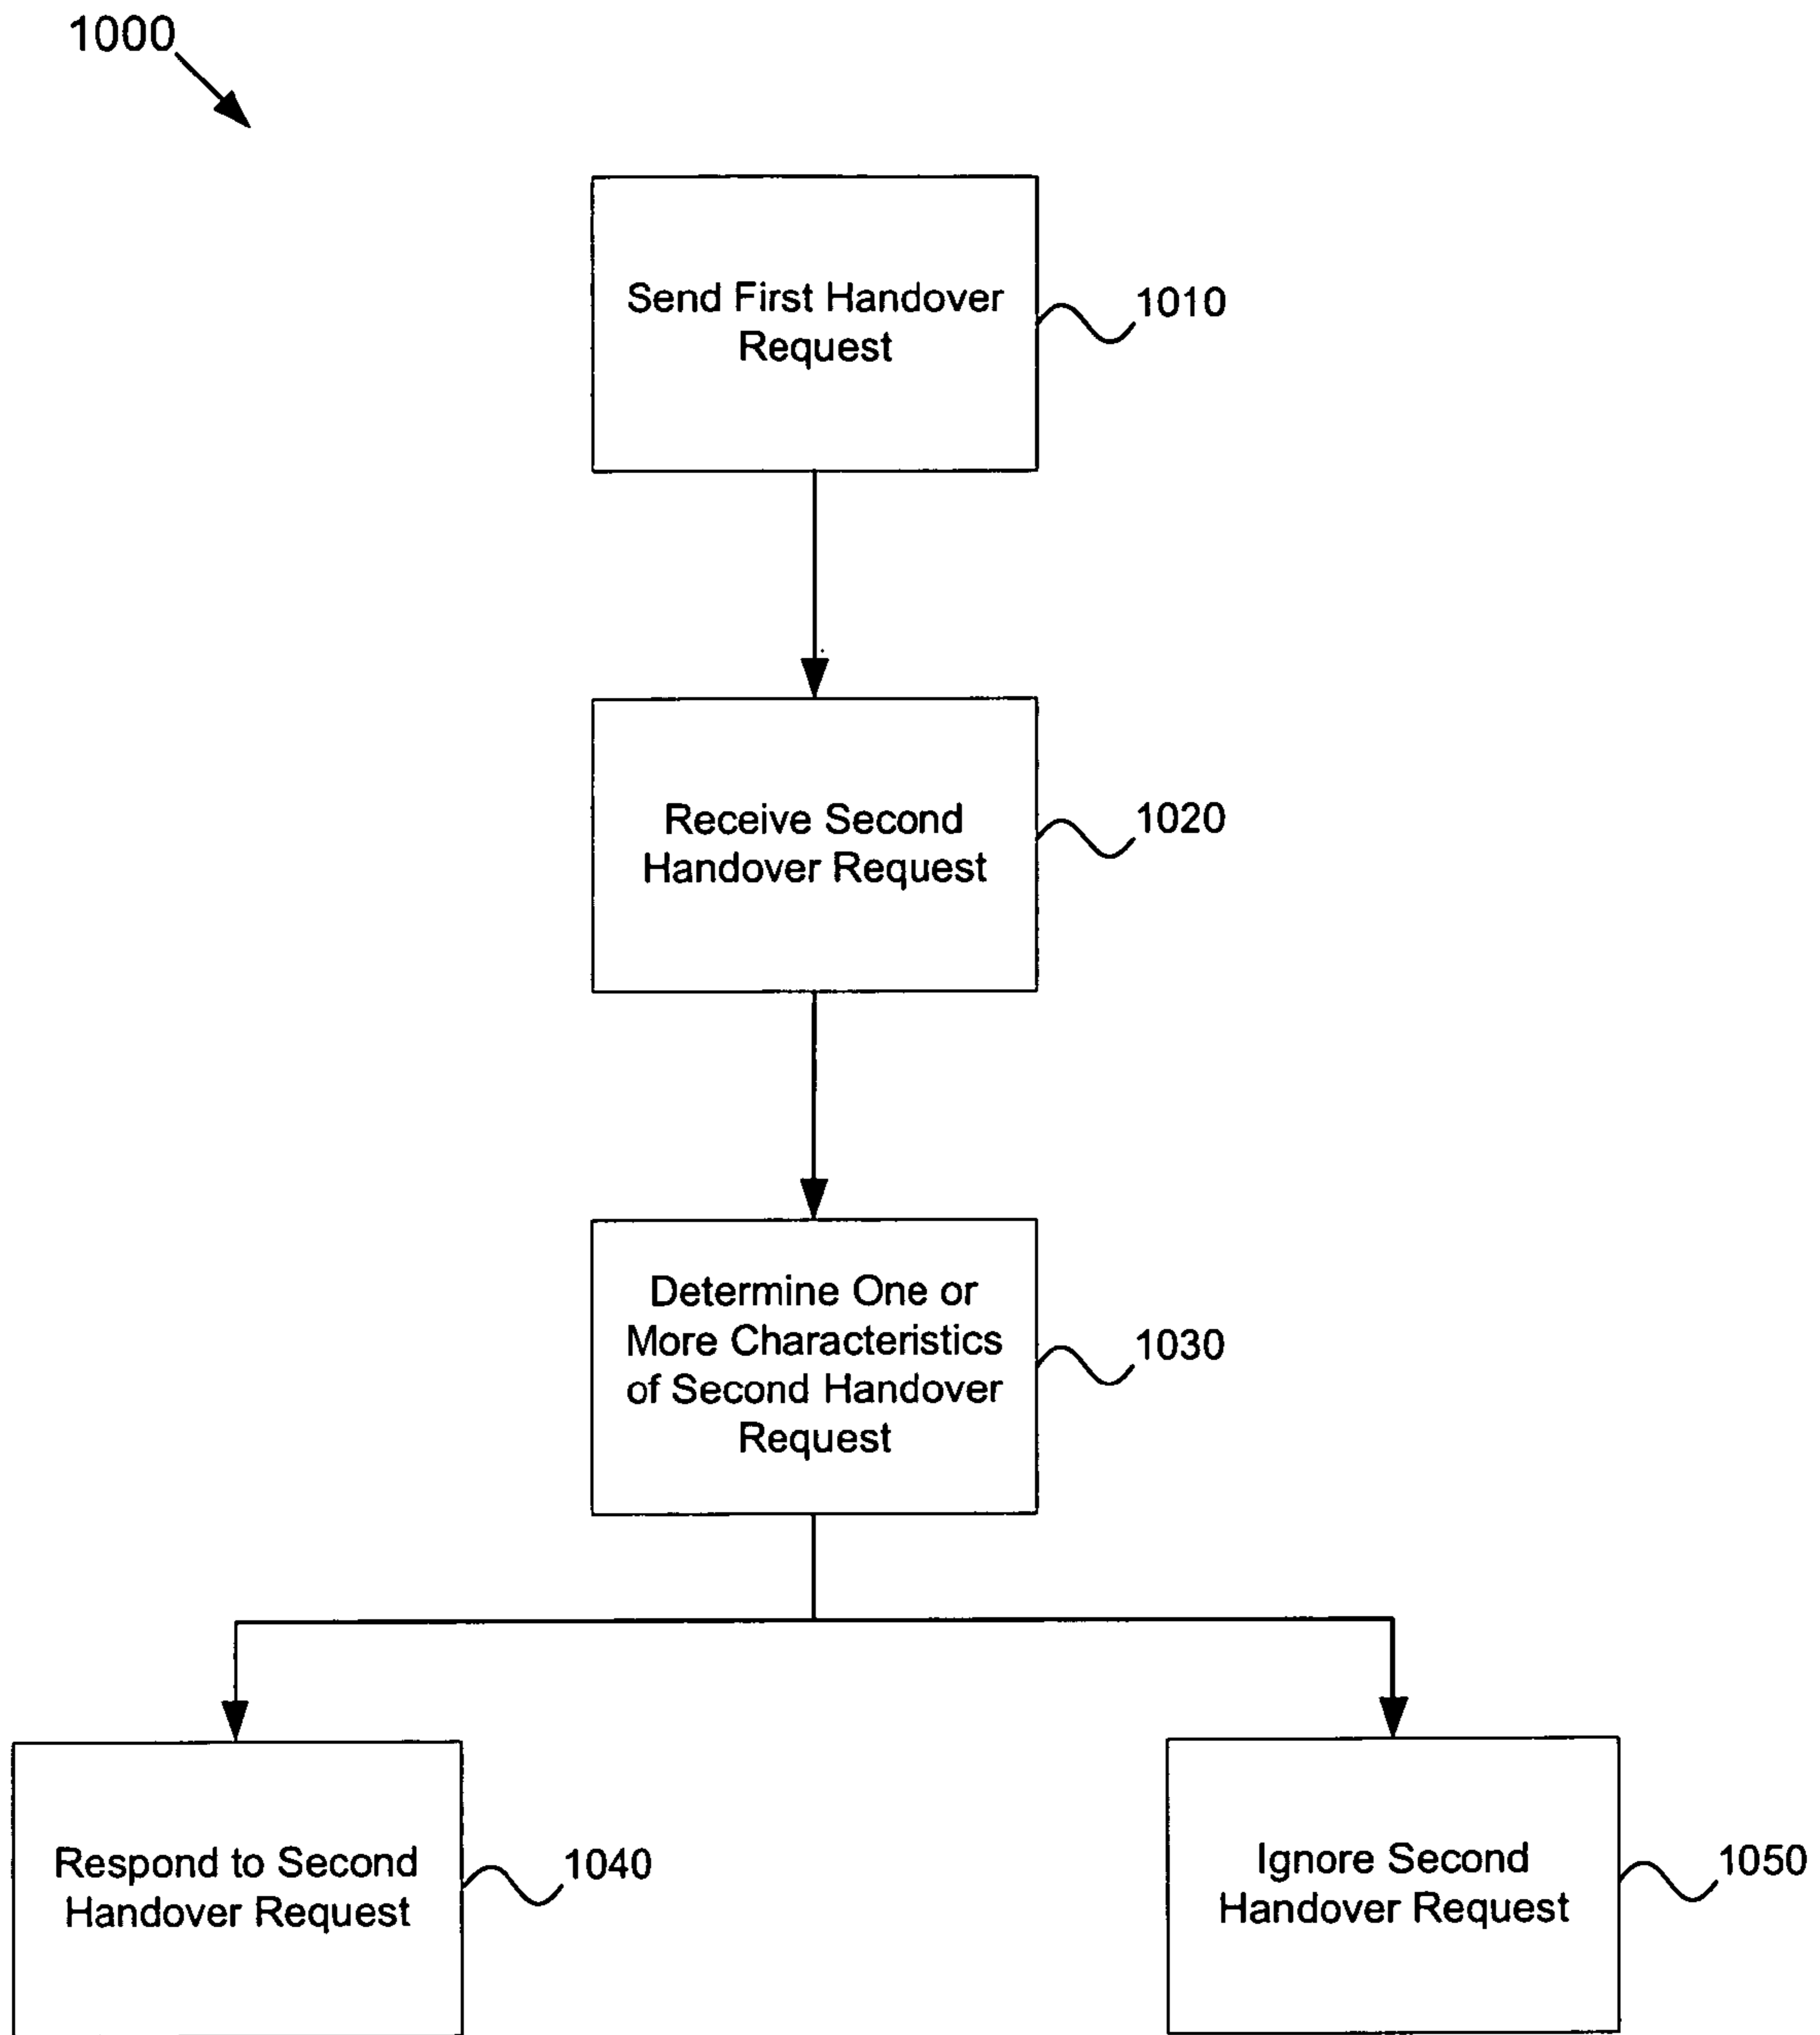 1000
Send First Handover
Request
1010
Receive Second
Handover Request
1020
Determine One or
More Characteristics
of Second Handover
Request
1030
Respond to Second
Handover Request
1040
Ignore Second
Handover Request
1050